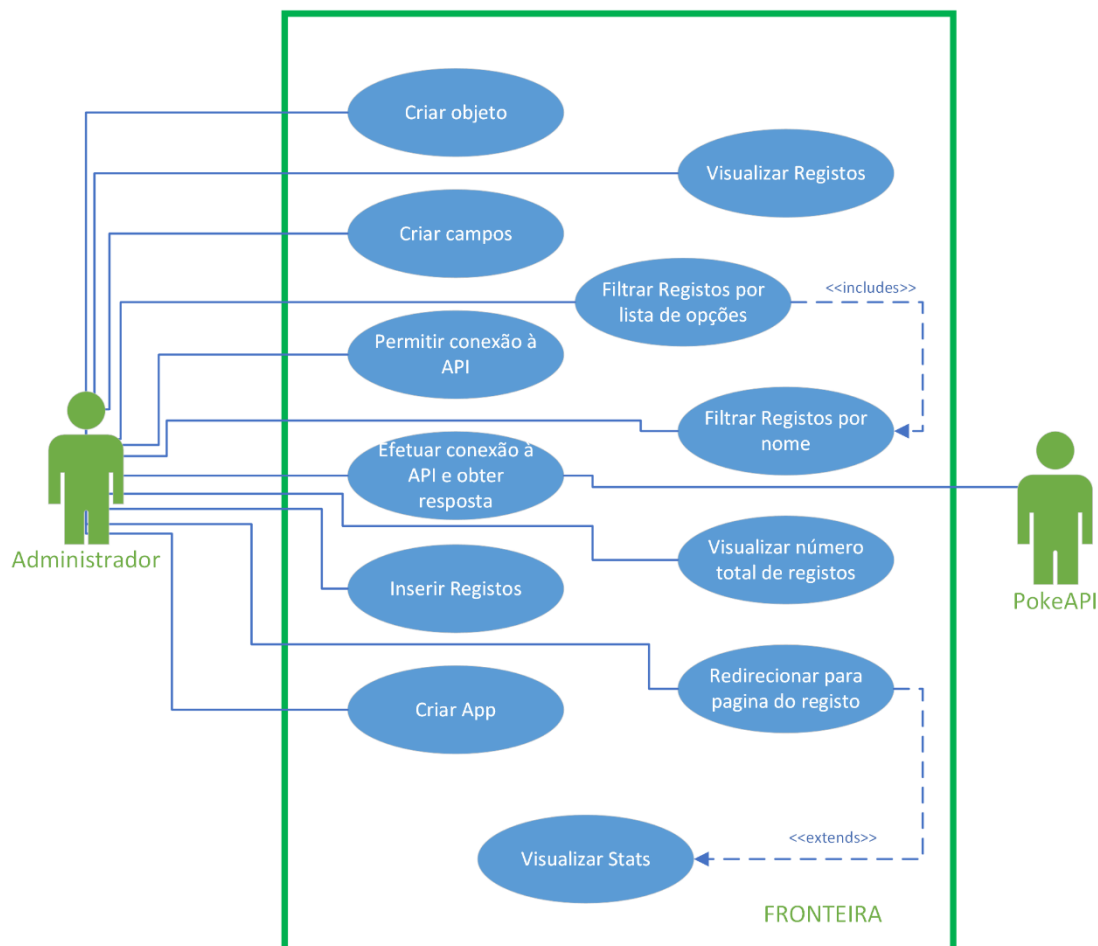 Criar objeto
Visualizar Registos
Criar campos
Filtrar Registos por
lista de opções
<<includes>>
Permitir conexão à
API
Filtrar Registos por
nome
Efetuar conexão à
API e obter
resposta
Administrador
Visualizar número
total de registos
Inserir Registos
PokeAPI
Redirecionar para
pagina do registo
Criar App
<<extends>>
Visualizar Stats
FRONTEIRA